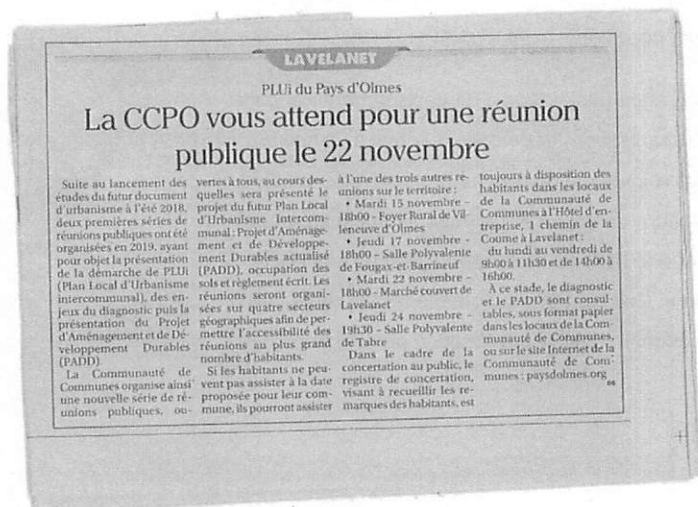 LAVELANET
PLUi du Pays d'Olmes
La CCPO vous attend pour une réunion
publique le 22 novembre
Suite au lancement des
études du futur document
d'urbanisme à l'été 2018,
deux premières séries de
réunions publiques ont été
organisées en 2019, ayant
pour objet la présentation
de la démarche de PLUi
(Plan Local d'Urbanisme
intercommunal), des en-
jeux du diagnostic puis la
présentation du Projet
d'Aménagement et de Dé-
veloppement Durables
(PADD).
La Communauté de
Communes organise ainsi
une nouvelle série de ré-
unions publiques, ou-
vertes à tous, au cours des-
quelles sera présenté le
projet du futur Plan Local
d'Urbanisme Intercom-
munal : Projet d'Aménage-
ment et de Développe-
ment Durables actualisé
(PADD), occupation des
sols et règlement écrit. Les
réunions seront organi-
sées sur quatre secteurs
géographiques afin de per-
mettre l'accessibilité des
réunions au plus grand
nombre d'habitants.
Si les habitants ne peu-
vent pas assister à la date
proposée pour leur com-
mune, ils pourront assister
à l'une des trois autres ré-
unions sur le territoire :
• Mardi 15 novembre -
18h00 - Foyer Rural de Vil-
leneuve d'Olmes
• Jeudi 17 novembre -
18h00 - Salle Polyvalente
de Fougax-et-Barrineuf
• Mardi 22 novembre -
18h00 - Marché couvert de
Lavelanet
• Jeudi 24 novembre -
19h30 - Salle Polyvalente
de Tabre
Dans le cadre de la
concertation au public, le
registre de concertation,
visant à recueillir les re-
marques des habitants, est
toujours à disposition des
habitants dans les locaux
de la Communauté de
Communes à l'Hôtel d'en-
treprise, 1 chemin de la
Coume à Lavelanet :
du lundi au vendredi de
9h00 à 11h30 et de 14h00 à
16h00.
A ce stade, le diagnostic
et le PADD sont consul-
tables, sous format papier
dans les locaux de la Com-
munauté de Communes,
ou sur le site Internet de la
Communauté de Com-
munes : paysdolmes.org